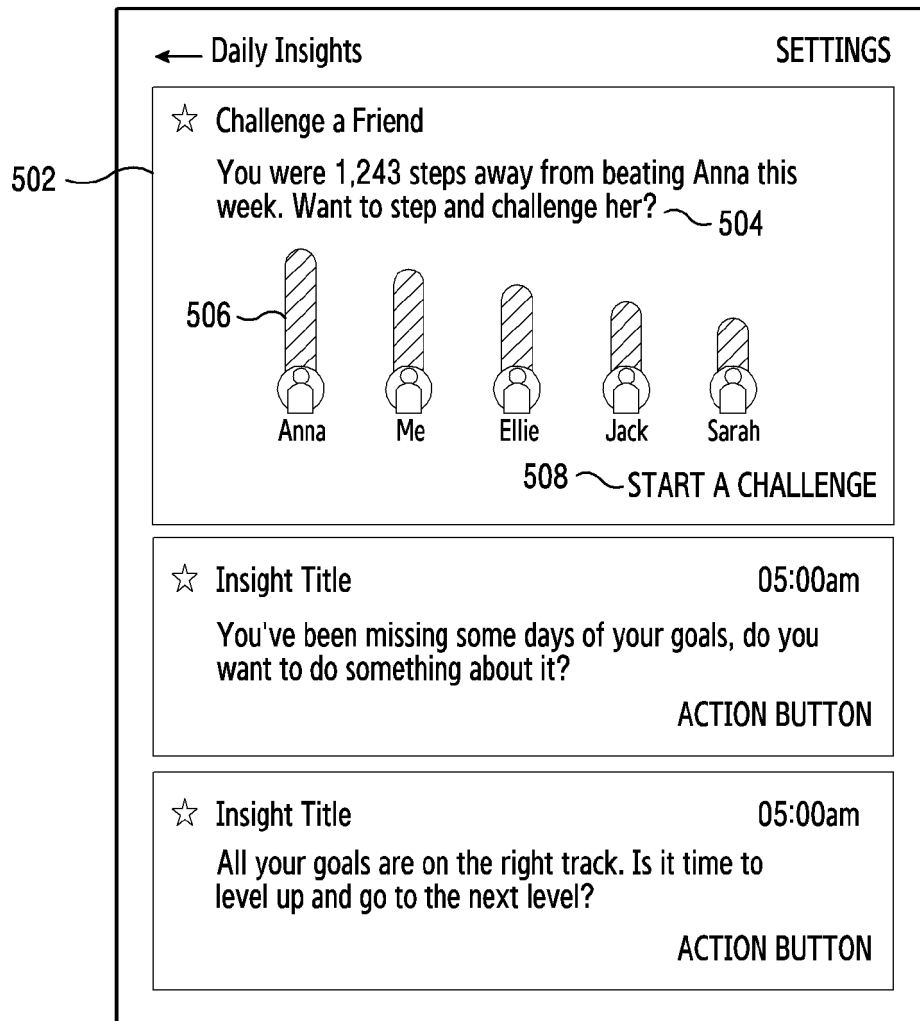 ← Daily Insights SETTINGS
☆ Challenge a Friend
502
You were 1,243 steps away from beating Anna this
week. Want to step and challenge her?
504
506
Anna Me Ellie Jack Sarah
508 START A CHALLENGE
☆ Insight Title 05:00am
You've been missing some days of your goals, do you
want to do something about it?
ACTION BUTTON
☆ Insight Title 05:00am
All your goals are on the right track. Is it time to
level up and go to the next level?
ACTION BUTTON